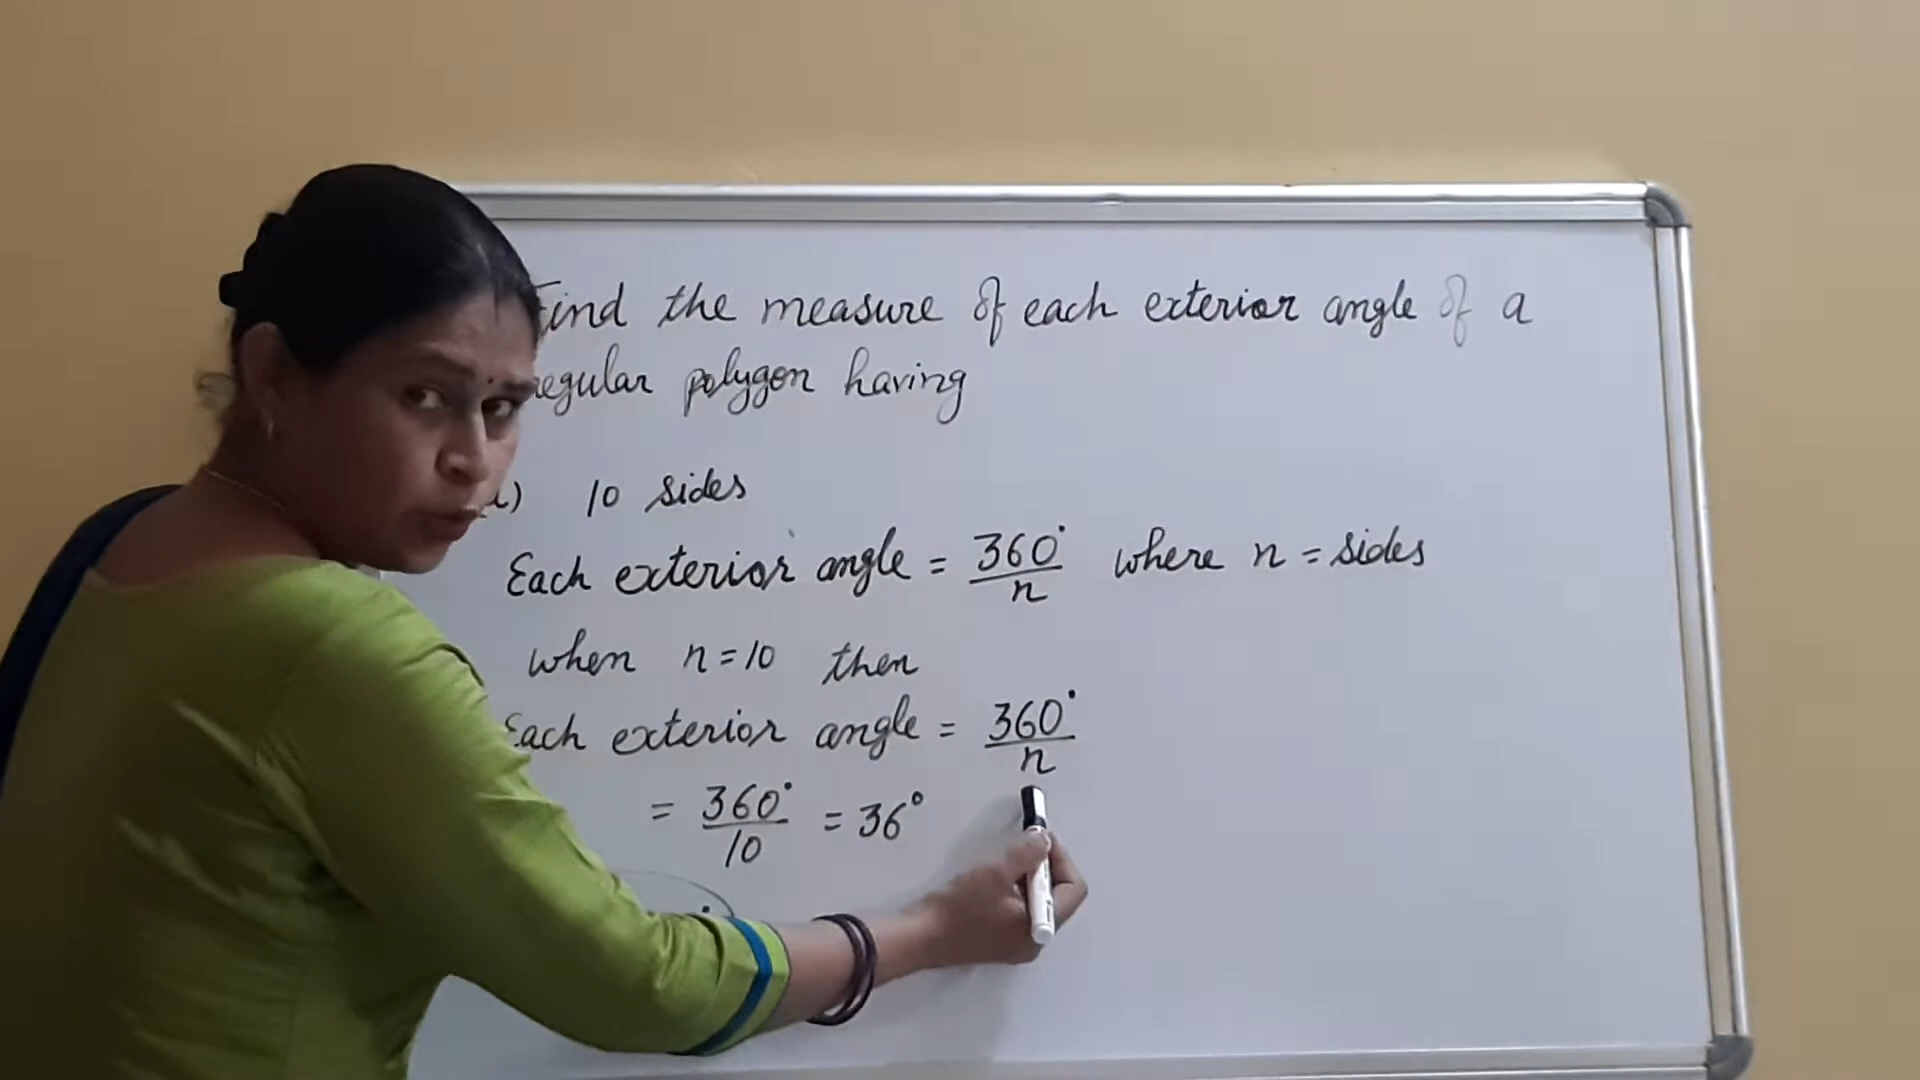 Find the measure of each exterior angle of a
regular polygon having
10 sides
Each exterior angle = 360°/n where n = sides
when n = 10 then
Each exterior angle = 360°/n
= 360°/10 = 36°